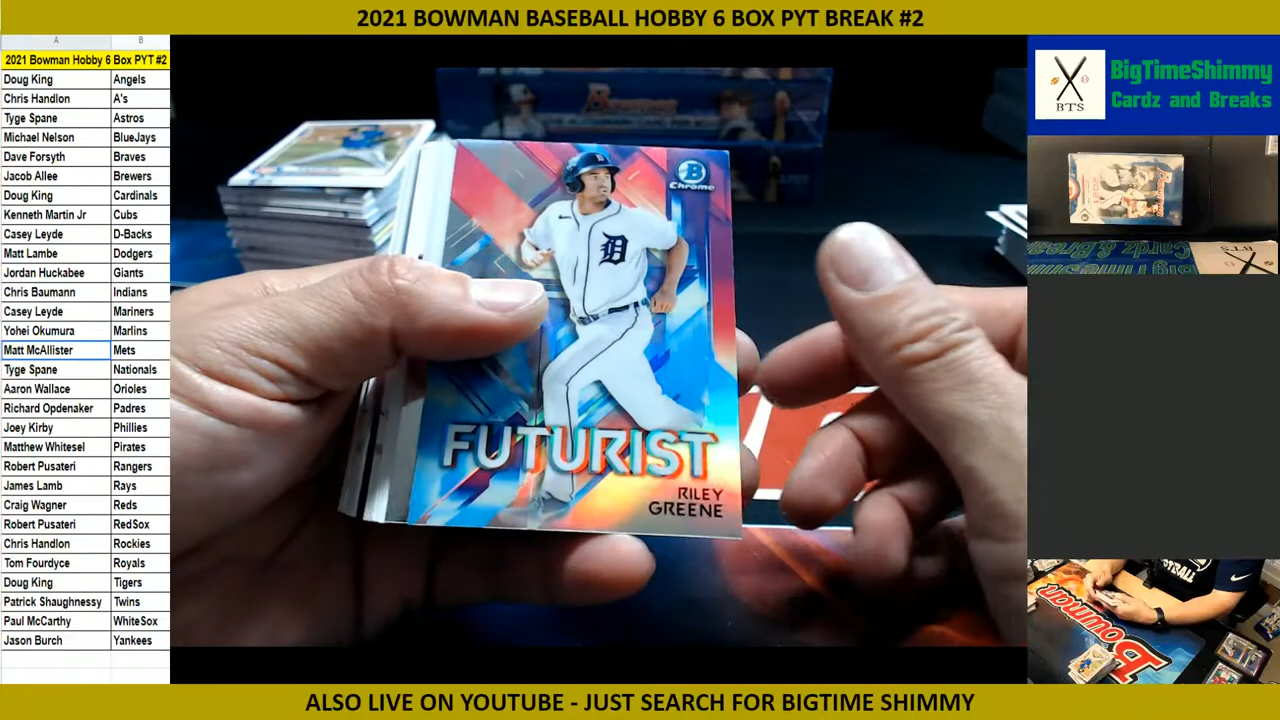 2021 BOWMAN BASEBALL HOBBY 6 BOX PYT BREAK #2
A B
2021 Bowman Hobby 6 Box PYT #2
Doug King Angels
Chris Handlon A's
Tyge Spane Astros
Michael Nelson BlueJays
Dave Forsyth Braves
Jacob Allee Brewers
Doug King Cardinals
Kenneth Martin Jr Cubs
Casey Leyde D-Backs
Matt Lambe Dodgers
Jordan Huckabee Giants
Chris Baumann Indians
Casey Leyde Mariners
Yohei Okumura Marlins
Matt McAllister Mets
Tyge Spane Nationals
Aaron Wallace Orioles
Richard Opdenaker Padres
Joey Kirby Phillies
Matthew Whitesel Pirates
Robert Pusateri Rangers
James Lamb Rays
Craig Wagner Reds
Robert Pusateri RedSox
Chris Handlon Rockies
Tom Fourdyce Royals
Doug King Tigers
Patrick Shaughnessy Twins
Paul McCarthy WhiteSox
Jason Burch Yankees
Bowman
B
Chrome
D
FUTURIST
RILEY
GREENE
BTS
BigTimeShimmy
Cardz and Breaks
BTS
Bowman
ALSO LIVE ON YOUTUBE - JUST SEARCH FOR BIGTIME SHIMMY